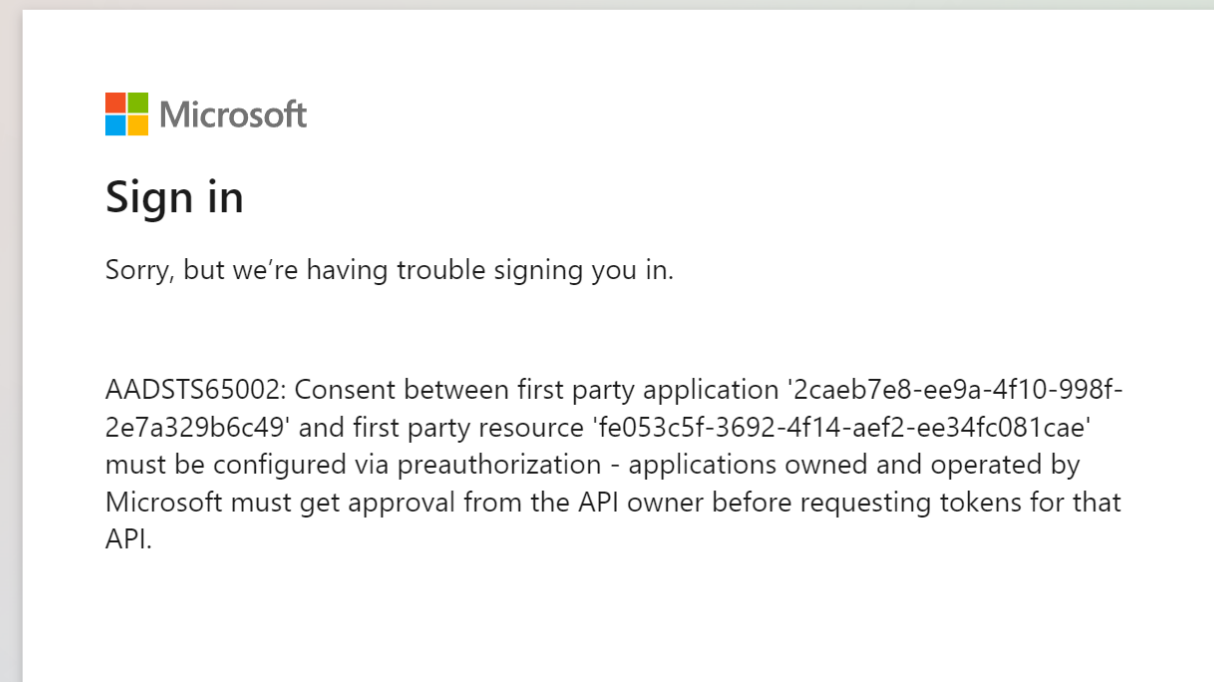 Microsoft
Sign in
Sorry, but we’re having trouble signing you in.
AADSTS65002: Consent between first party application '2caeb7e8-ee9a-4f10-998f-
2e7a329b6c49' and first party resource 'fe053c5f-3692-4f14-aef2-ee34fc081cae'
must be configured via preauthorization - applications owned and operated by
Microsoft must get approval from the API owner before requesting tokens for that
API.